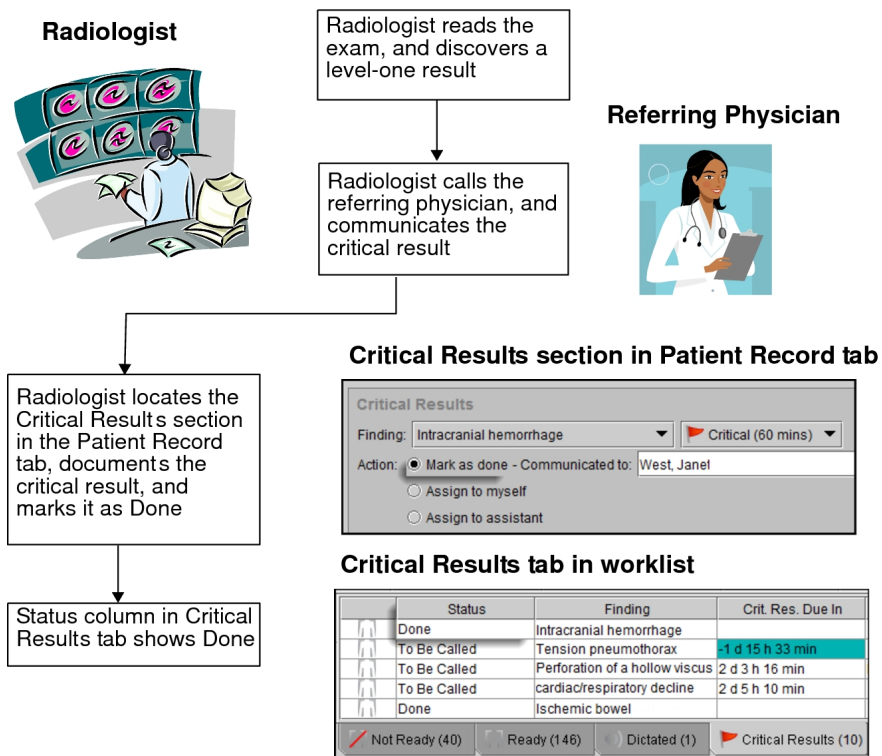 Radiologist
Radiologist reads the
exam, and discovers a
level-one result
Referring Physician
Radiologist calls the
referring physician, and
communicates the
critical result
Radiologist locates the
Critical Results section
in the Patient Record
tab, documents the
critical result, and
marks it as Done
Status column in Critical
Results tab shows Done
Critical Results section in Patient Record tab
Critical Results
Finding: Intracranial hemorrhage Critical (60 mins)
Action: Mark as done - Communicated to: West, Janet
Assign to myself
Assign to assistant
Critical Results tab in worklist
Status Finding Crit. Res. Due In
Done Intracranial hemorrhage
To Be Called Tension pneumothorax -1 d 15 h 33 min
To Be Called Perforation of a hollow viscus 2 d 3 h 16 min
To Be Called cardiac/respiratory decline 2 d 5 h 10 min
Done Ischemic bowel
Not Ready (40) Ready (146) Dictated (1) Critical Results (10)